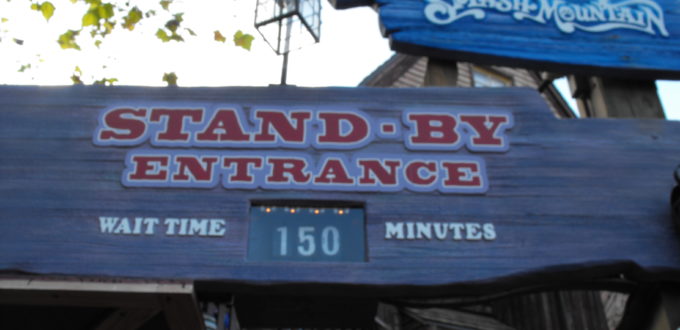 Splash Mountain
STAND-BY
ENTRANCE
WAIT TIME 150 MINUTES